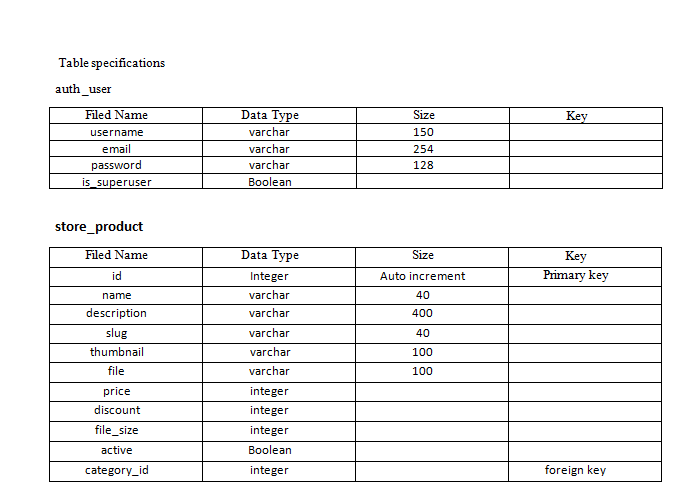 Table specifications
auth_user
Filed Name Data Type Size Key
username varchar 150
email varchar 254
password varchar 128
is_superuser Boolean
store_product
Filed Name Data Type Size Key
id Integer Auto increment Primary key
name varchar 40
description varchar 400
slug varchar 40
thumbnail varchar 100
file varchar 100
price integer
discount integer
file_size integer
active Boolean
category_id integer foreign key